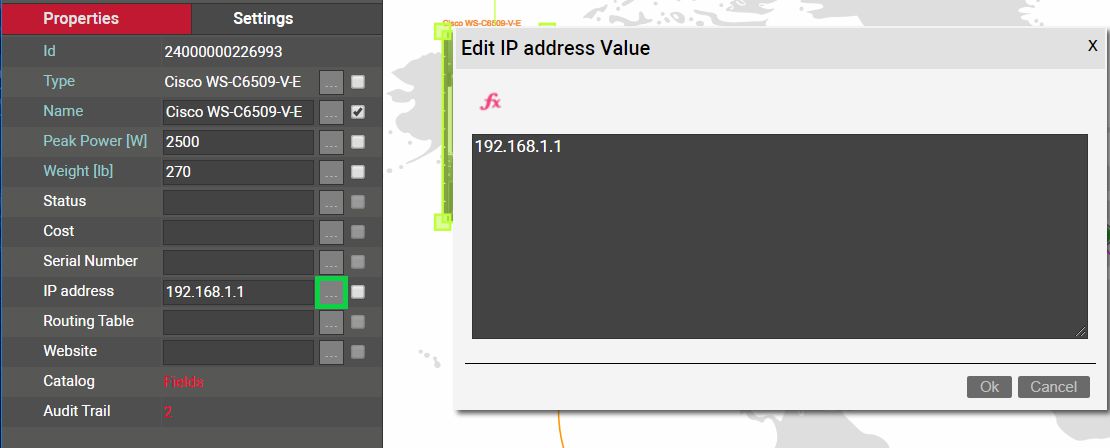 Properties Settings
Id 24000000226993
Type Cisco WS-C6509-V-E ...
Name Cisco WS-C6509-V-E ...
Peak Power [W] 2500 ...
Weight [lb] 270 ...
Status ...
Cost ...
Serial Number ...
IP address 192.168.1.1 ...
Routing Table ...
Website ...
Catalog Fields
Audit Trail 2
Cisco WS-C6509-V-E
Edit IP address Value X
fx
192.168.1.1
Ok Cancel